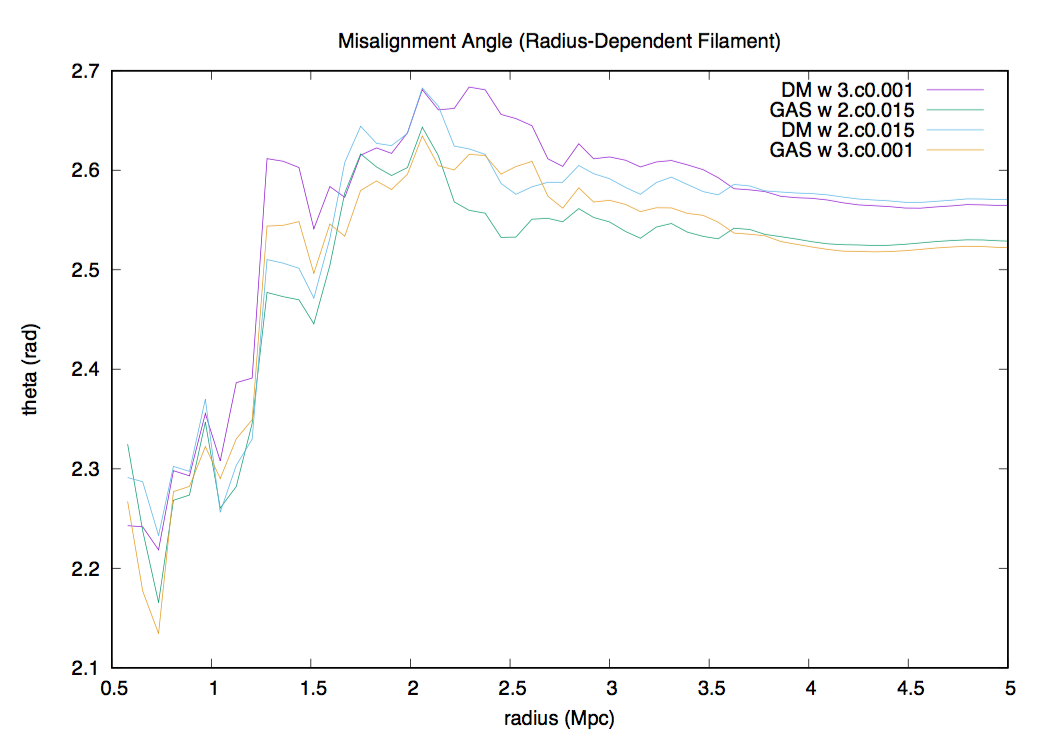 Misalignment Angle (Radius-Dependent Filament)
2.7
DM w 3.c0.001
GAS w 2.c0.015
DM w 2.c0.015
GAS w 3.c0.001
2.6
2.5
2.4
theta (rad)
2.3
2.2
2.1
0.5 1 1.5 2 2.5 3 3.5 4 4.5 5
radius (Mpc)